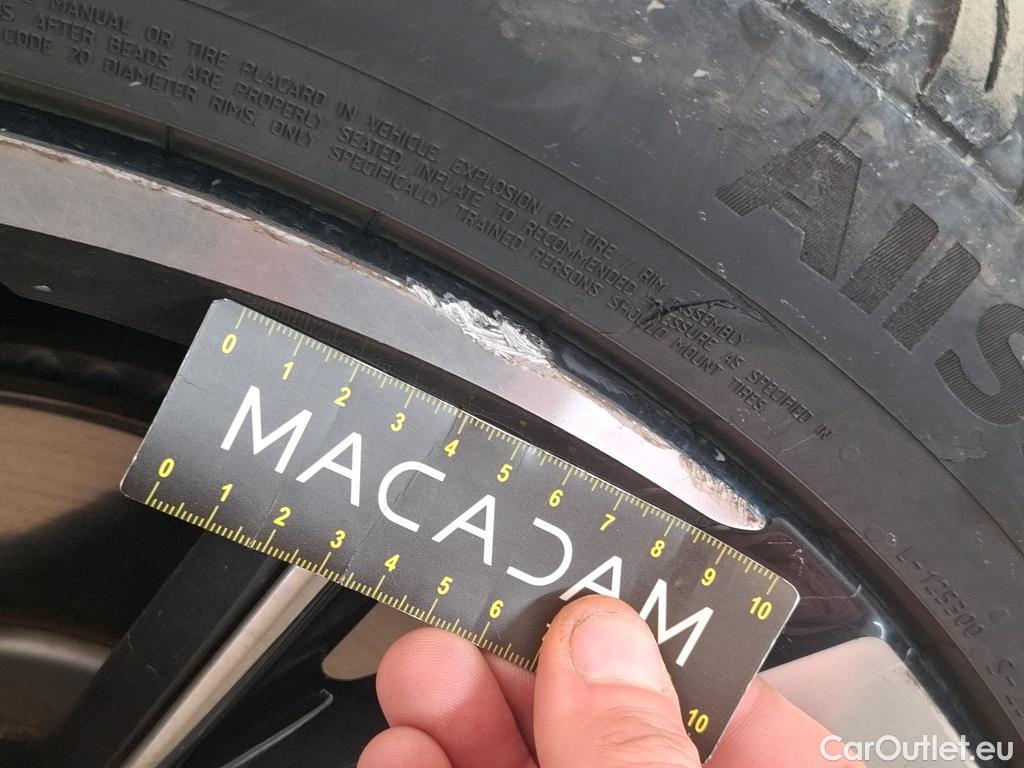 MANUAL OR TIRE PLACARD IN VEHICLE. EXPLOSION OF TIRE // RIM ASSEMBLY
AFTER BEADS ARE PROPERLY SEATED INFLATE TO RECOMMENDED PRESSURE AS SPECIFIED IN
CODE 20 DIAMETER RIMS. ONLY SPECIFICALLY TRAINED PERSONS SHOULD MOUNT TIRES.
AllS
0 1 2 3 4 5 6 7 8 9 10
MACADAM
0 1 2 3 4 5 6 10
CarOutlet.eu